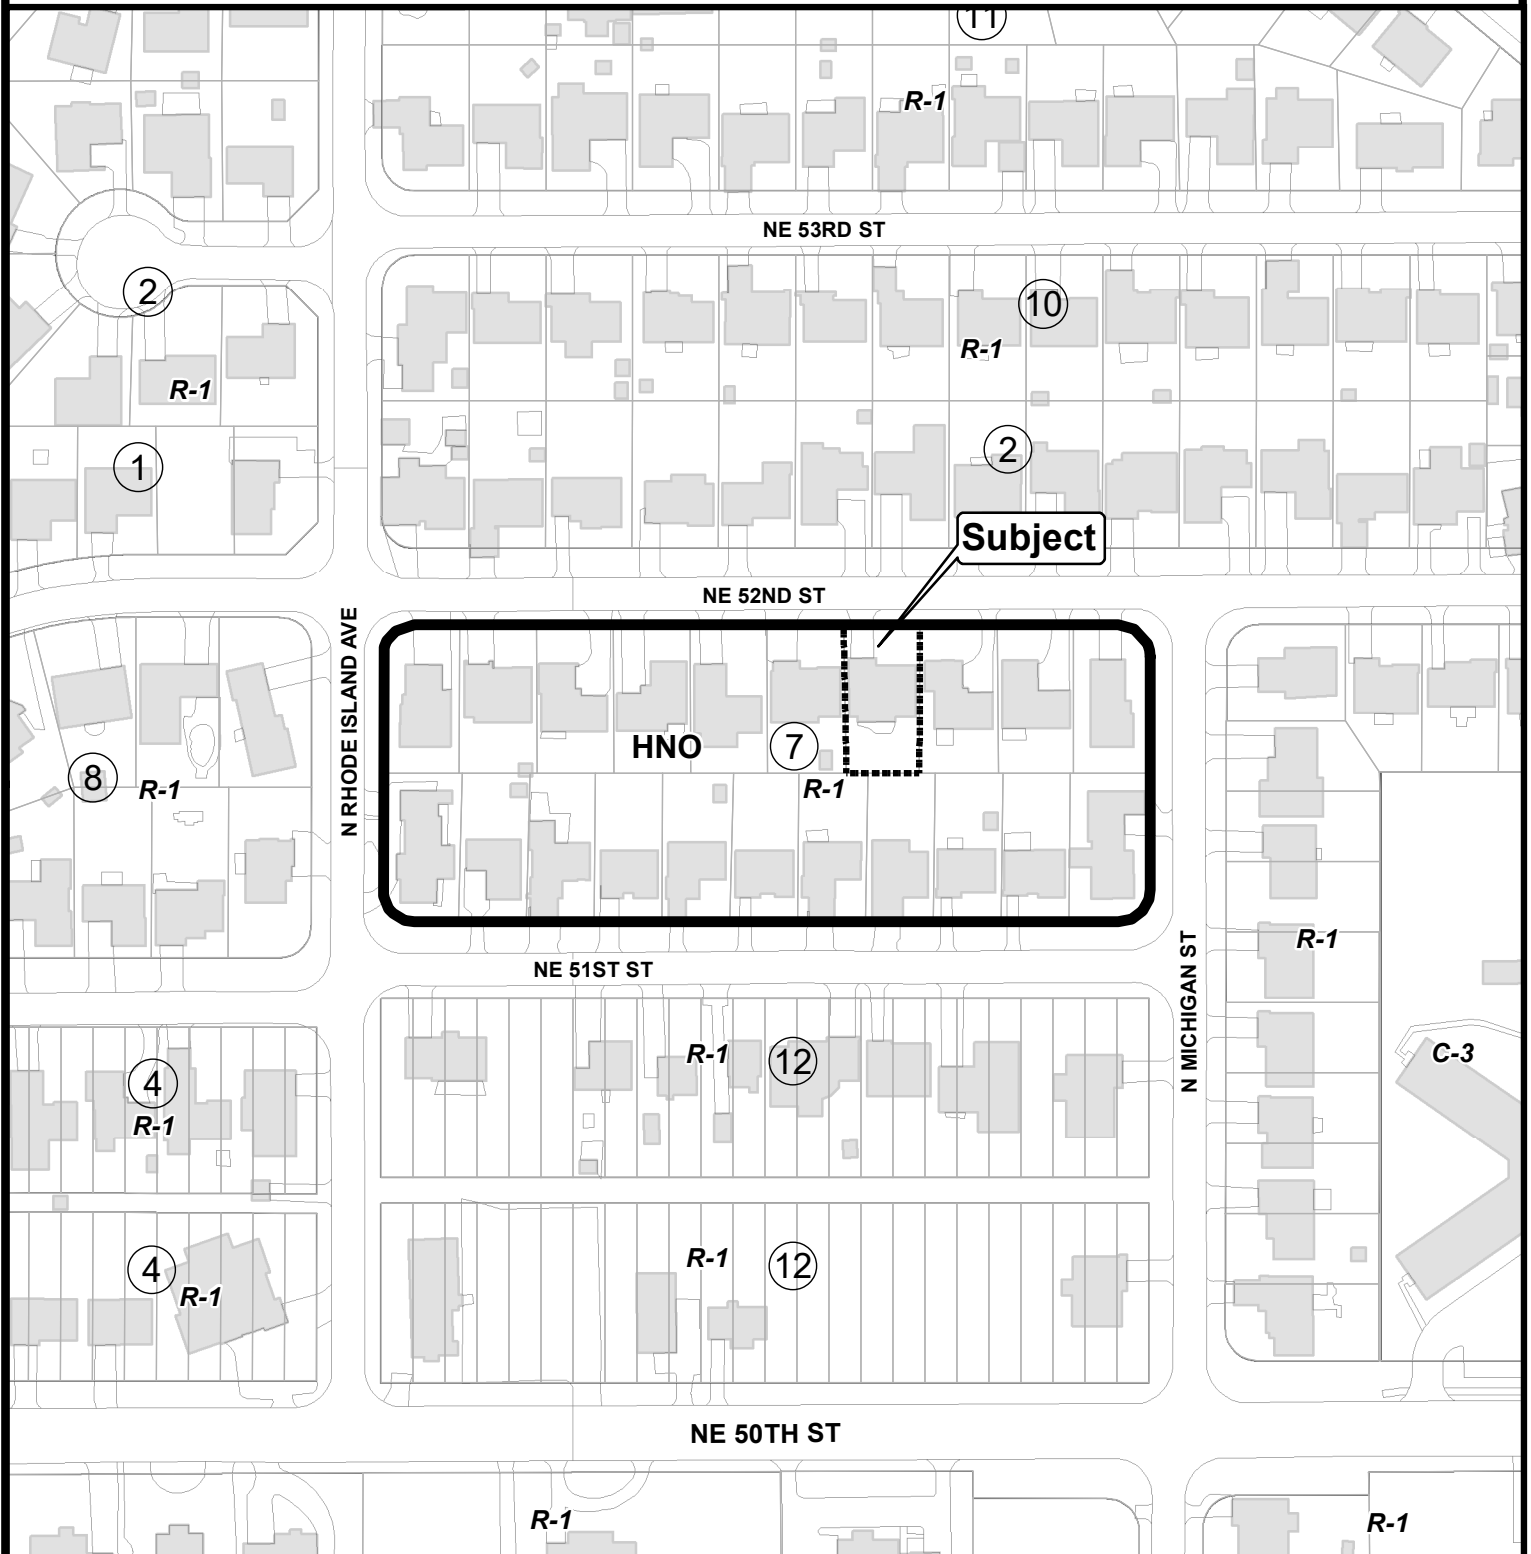 11
R-1
NE 53RD ST
2
10
R-1
R-1
1
2
Subject
NE 52ND ST
N RHODE ISLAND AVE
HNO
7
8
R-1
R-1
N MICHIGAN ST
R-1
NE 51ST ST
R-1
12
C-3
4
R-1
R-1
12
4
R-1
NE 50TH ST
R-1
R-1